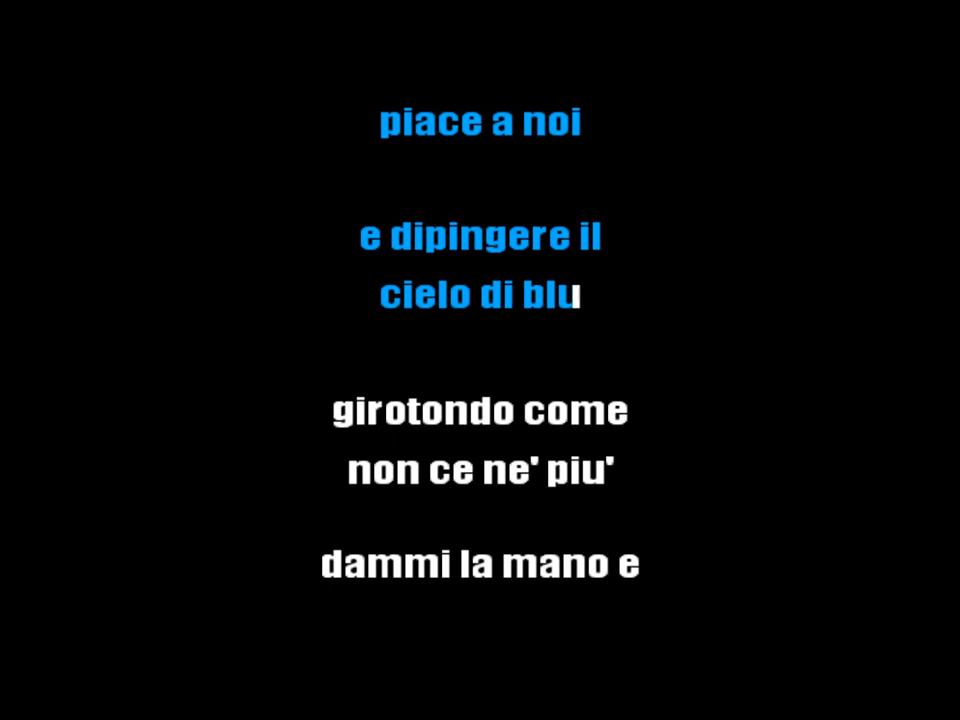 piace a noi
e dipingere il
cielo di blu
girotondo come
non ce ne' piu'
dammi la mano e